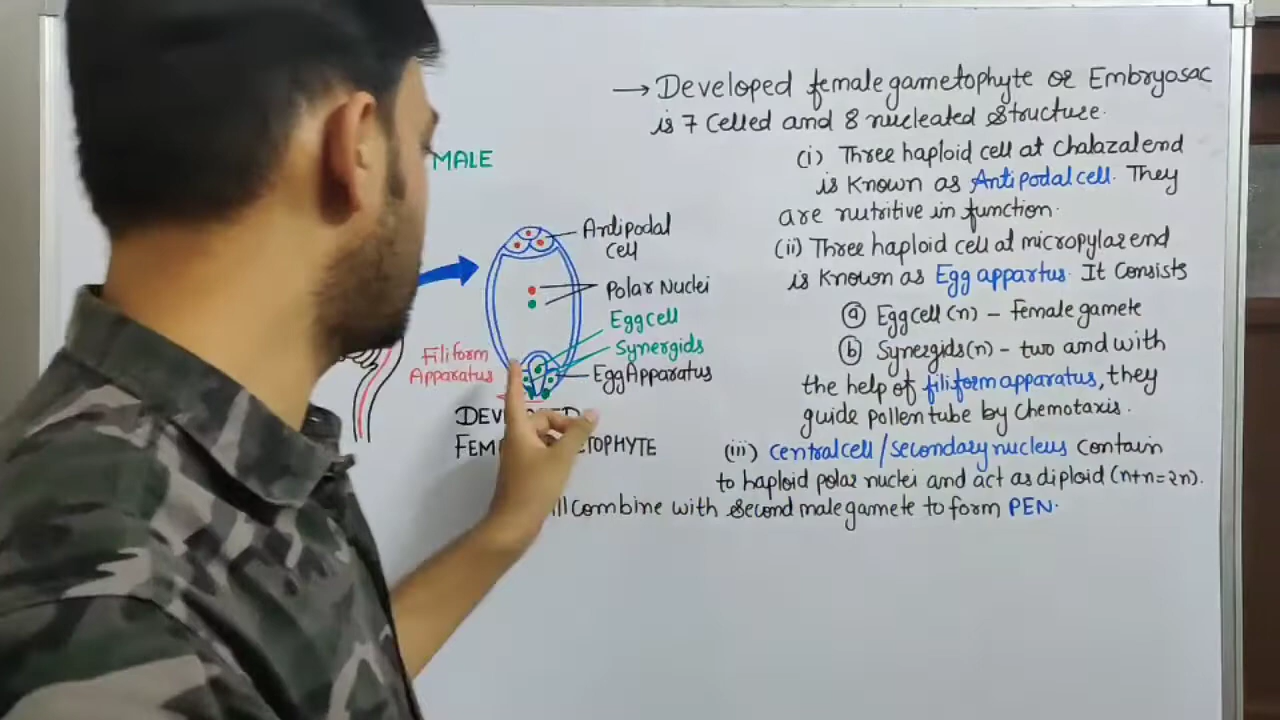 MALE
Antipodal
cell
Polar Nuclei
Egg cell
Synergids
Egg Apparatus
Filiform
Apparatus
→ Developed female gametophyte or Embryosac
is 7 celled and 8 nucleated structure.
(i) Three haploid cell at chalazal end
is known as Antipodal cell. They
are nutritive in function.
(ii) Three haploid cell at micropylar end
is known as Egg appartus. It consists
(a) Egg cell (n) - female gamete
(b) Synergids (n) - two and with
the help of filiform apparatus, they
guide pollen tube by chemotaxis.
(iii) central cell / secondary nucleus contain
to haploid polar nuclei and act as diploid (n+n=2n).
combine with second male gamete to form PEN.